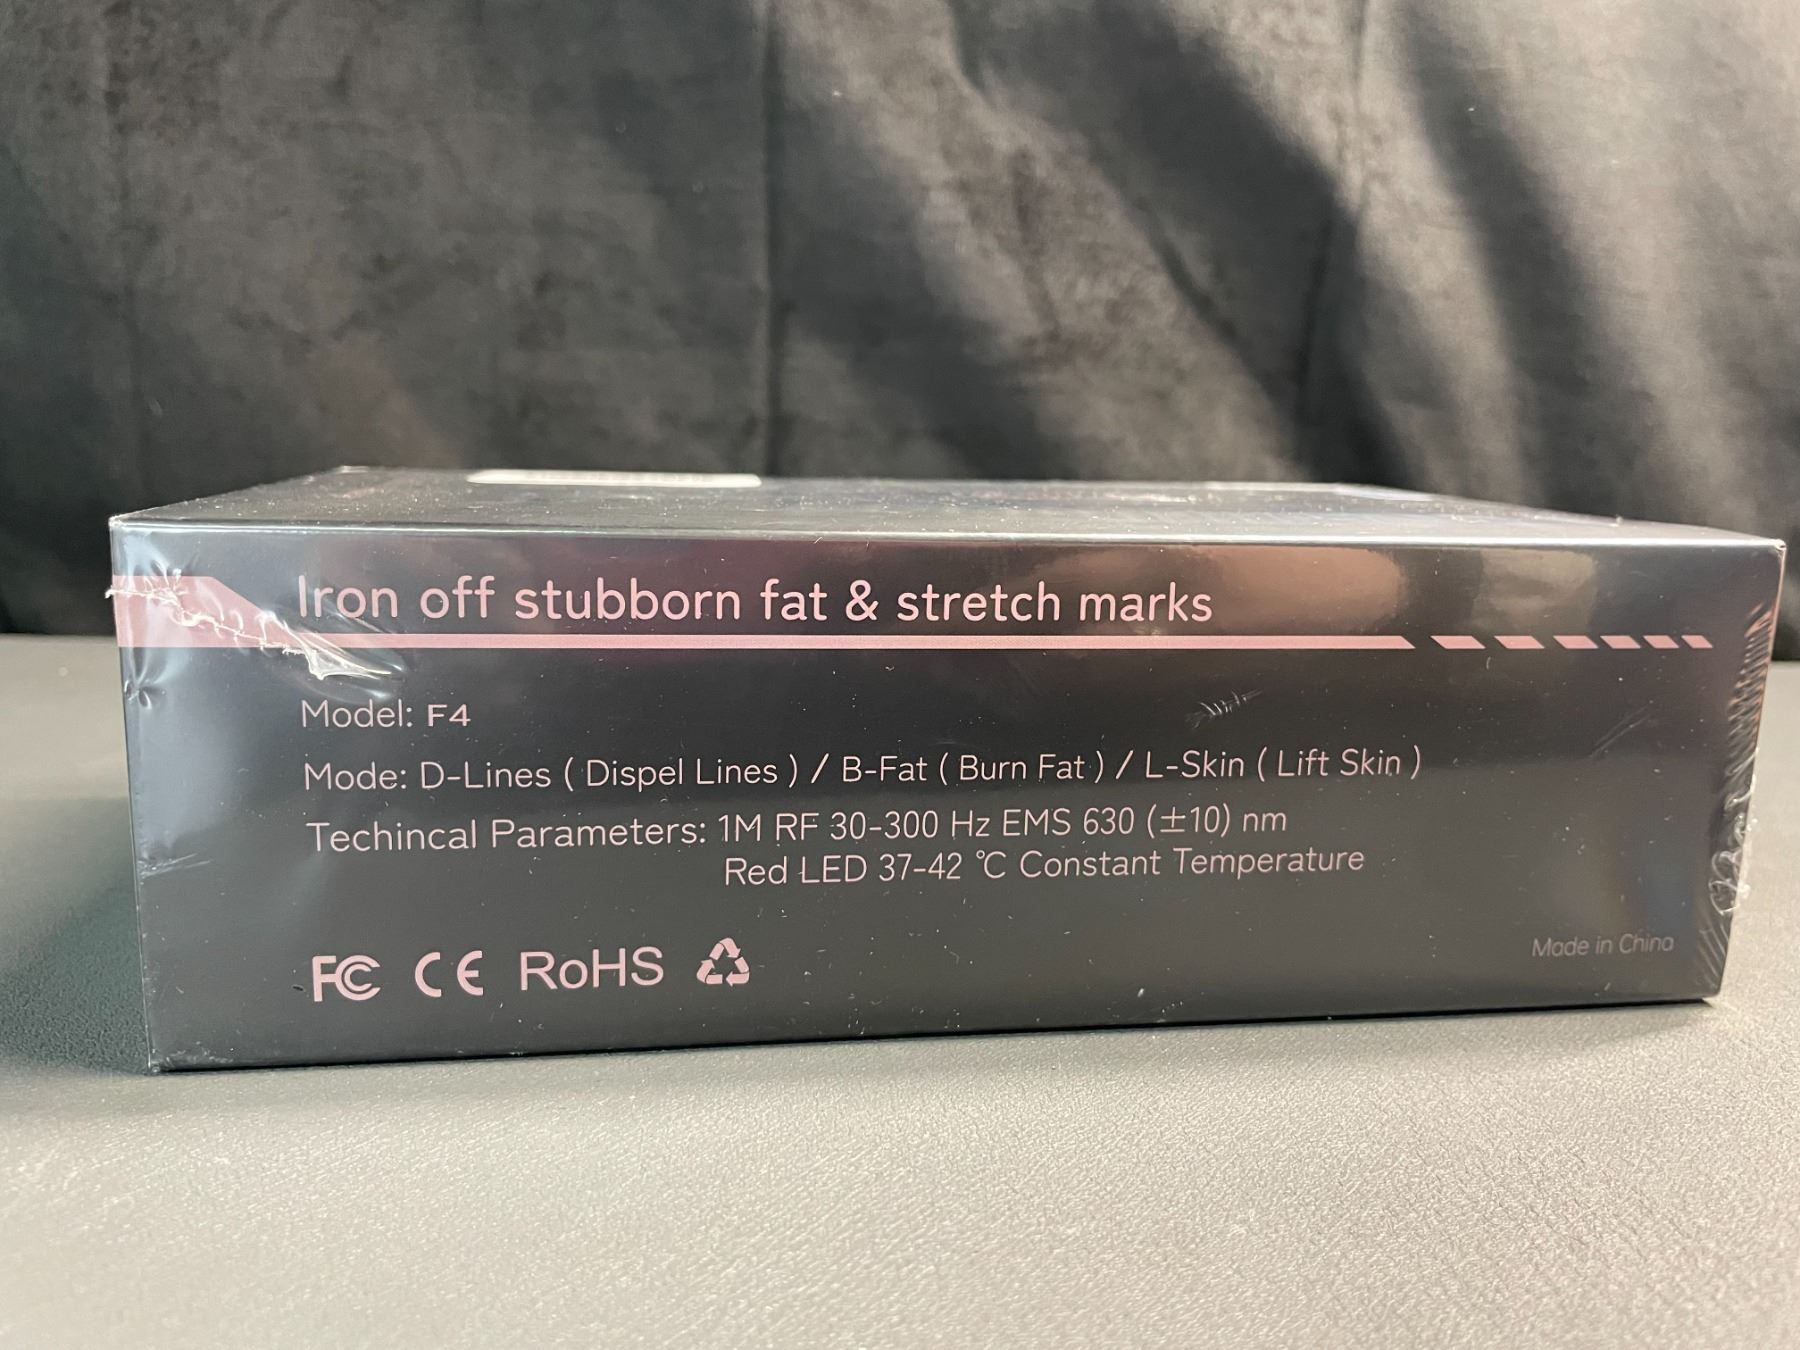 Iron off stubborn fat & stretch marks
Model: F4
Mode: D-Lines ( Dispel Lines ) / B-Fat ( Burn Fat ) / L-Skin ( Lift Skin )
Techincal Parameters: 1M RF 30-300 Hz EMS 630 (±10) nm
Red LED 37-42 ℃ Constant Temperature
FC CE RoHS
Made in China